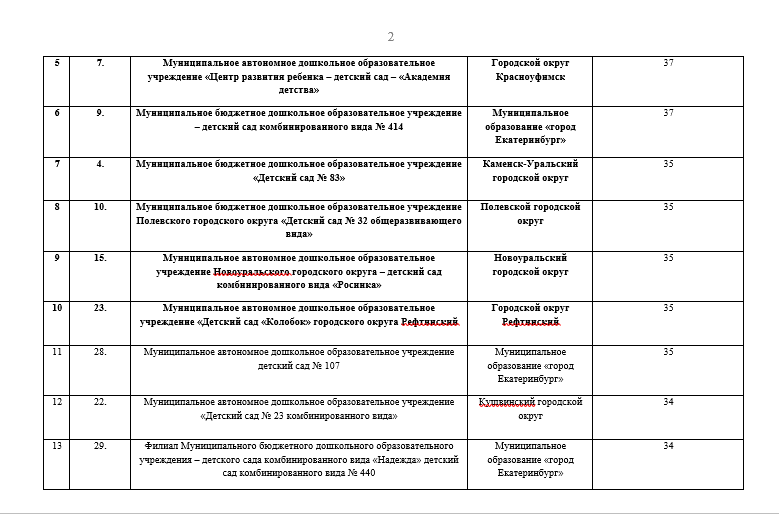 2
5 7. Муниципальное автономное дошкольное образовательное Городской округ 37
учреждение «Центр развития ребенка – детский сад – «Академия Красноуфимск
детства»
6 9. Муниципальное бюджетное дошкольное образовательное учреждение Муниципальное 37
– детский сад комбинированного вида № 414 образование «город
Екатеринбург»
7 4. Муниципальное бюджетное дошкольное образовательное учреждение Каменск-Уральский 35
«Детский сад № 83» городской округ
8 10. Муниципальное бюджетное дошкольное образовательное учреждение Полевской городской 35
Полевского городского округа «Детский сад № 32 общеразвивающего округ
вида»
9 15. Муниципальное автономное дошкольное образовательное Новоуральский 35
учреждение Новоуральского городского округа – детский сад городской округ
комбинированного вида «Росинка»
10 23. Муниципальное автономное дошкольное образовательное Городской округ 35
учреждение «Детский сад «Колобок» городского округа Рефтинский Рефтинский
11 28. Муниципальное автономное дошкольное образовательное учреждение Муниципальное 35
детский сад № 107 образование «город
Екатеринбург»
12 22. Муниципальное автономное дошкольное образовательное учреждение Кушвинский городской 34
«Детский сад № 23 комбинированного вида» округ
13 29. Филиал Муниципального бюджетного дошкольного образовательного Муниципальное 34
учреждения – детского сада комбинированного вида «Надежда» детский образование «город
сад комбинированного вида № 440 Екатеринбург»